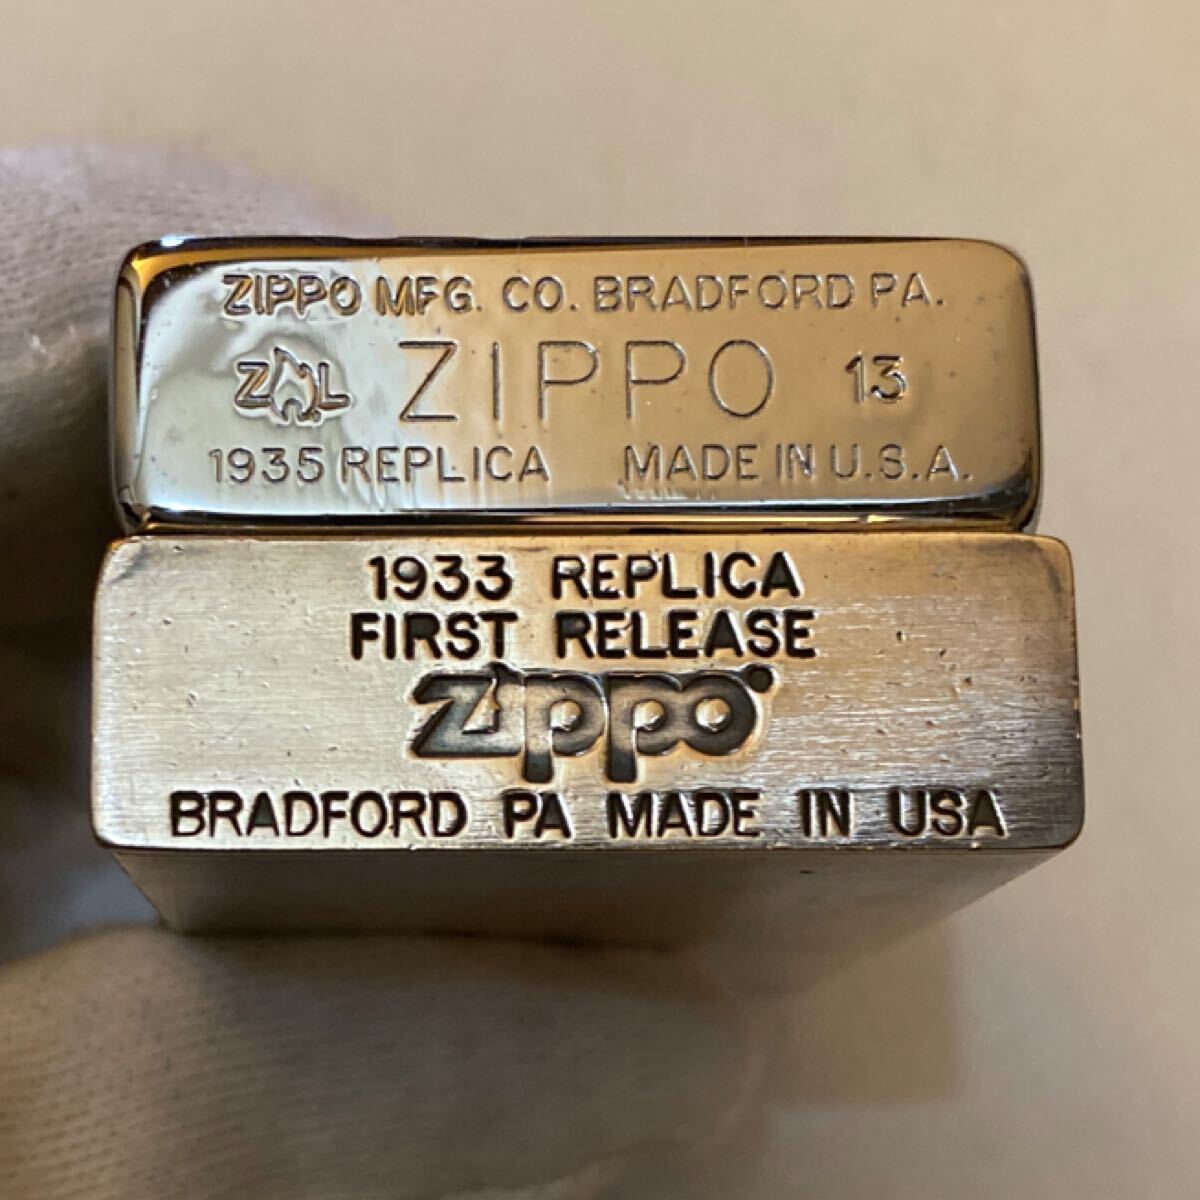 ZIPPO MFG. CO. BRADFORD PA.
Z L ZIPPO 13
1935 REPLICA MADE IN U.S.A.
1933 REPLICA
FIRST RELEASE
Zippo
BRADFORD PA MADE IN USA